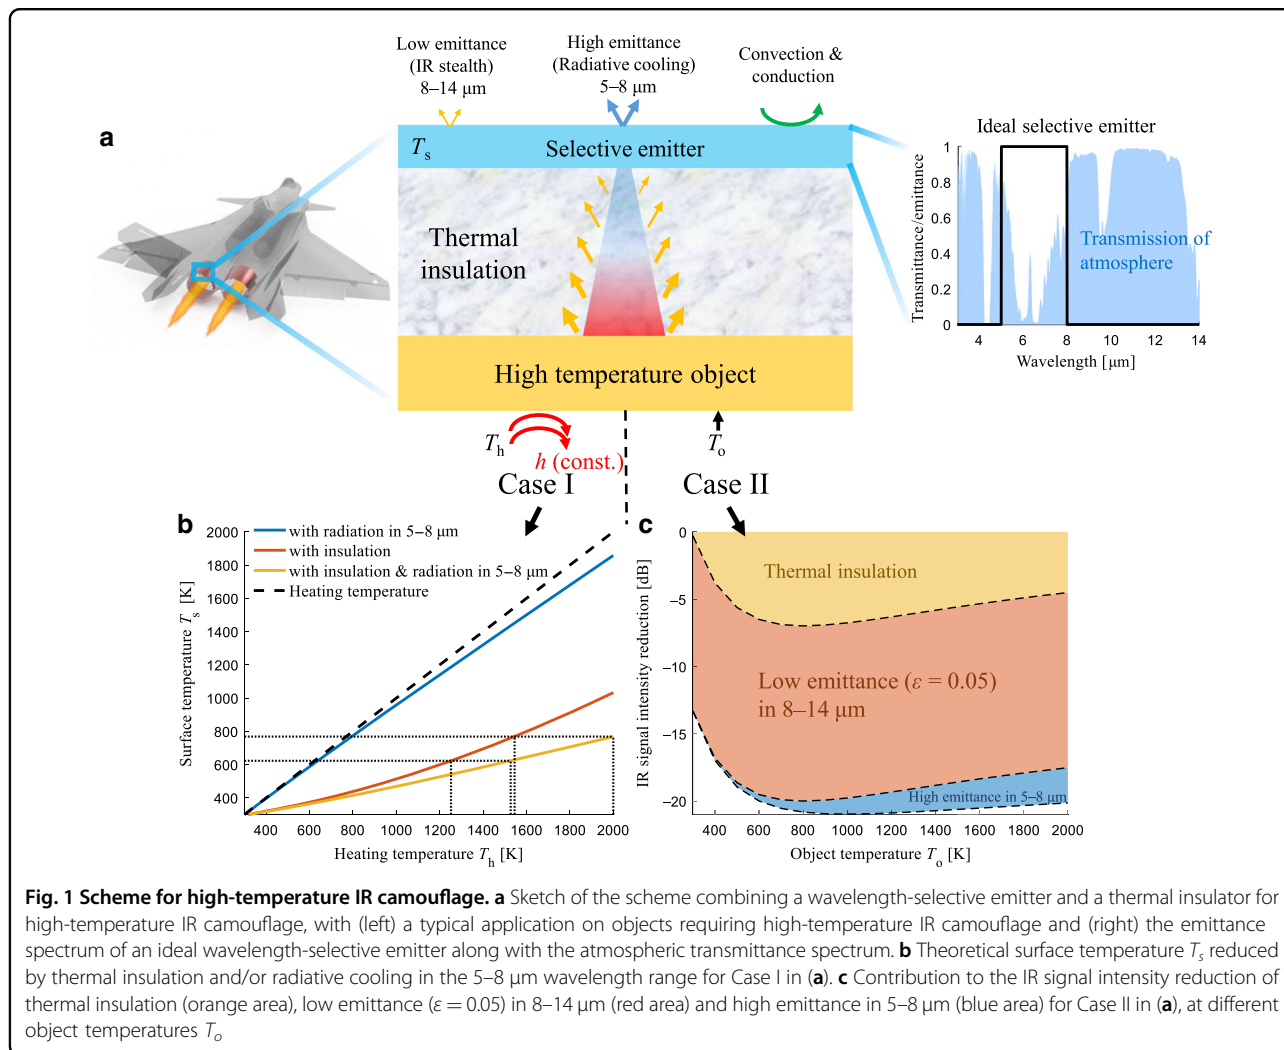 Low emittance
(IR stealth)
8–14 μm
High emittance
(Radiative cooling)
5–8 μm
Convection &
conduction
a
Ts
Selective emitter
Thermal
insulation
High temperature object
Th
h (const.)
To
Case I
Case II
Ideal selective emitter
Transmittance/emittance
1
0.8
0.6
0.4
0.2
0
Transmission of
atmosphere
4
6
8
10
12
14
Wavelength [μm]
b
with radiation in 5–8 μm
with insulation
with insulation & radiation in 5–8 μm
Heating temperature
Surface temperature Ts [K]
2000
1800
1600
1400
1200
1000
800
600
400
400 600 800 1000 1200 1400 1600 1800 2000
Heating temperature Th [K]
c
IR signal intensity reduction [dB]
0
−5
−10
−15
−20
Thermal insulation
Low emittance (ε = 0.05)
in 8–14 μm
High emittance in 5–8 μm
400 600 800 1000 1200 1400 1600 1800 2000
Object temperature To [K]
Fig. 1 Scheme for high-temperature IR camouflage. a Sketch of the scheme combining a wavelength-selective emitter and a thermal insulator for
high-temperature IR camouflage, with (left) a typical application on objects requiring high-temperature IR camouflage and (right) the emittance
spectrum of an ideal wavelength-selective emitter along with the atmospheric transmittance spectrum. b Theoretical surface temperature Ts reduced
by thermal insulation and/or radiative cooling in the 5–8 μm wavelength range for Case I in (a). c Contribution to the IR signal intensity reduction of
thermal insulation (orange area), low emittance (ε = 0.05) in 8–14 μm (red area) and high emittance in 5–8 μm (blue area) for Case II in (a), at different
object temperatures To